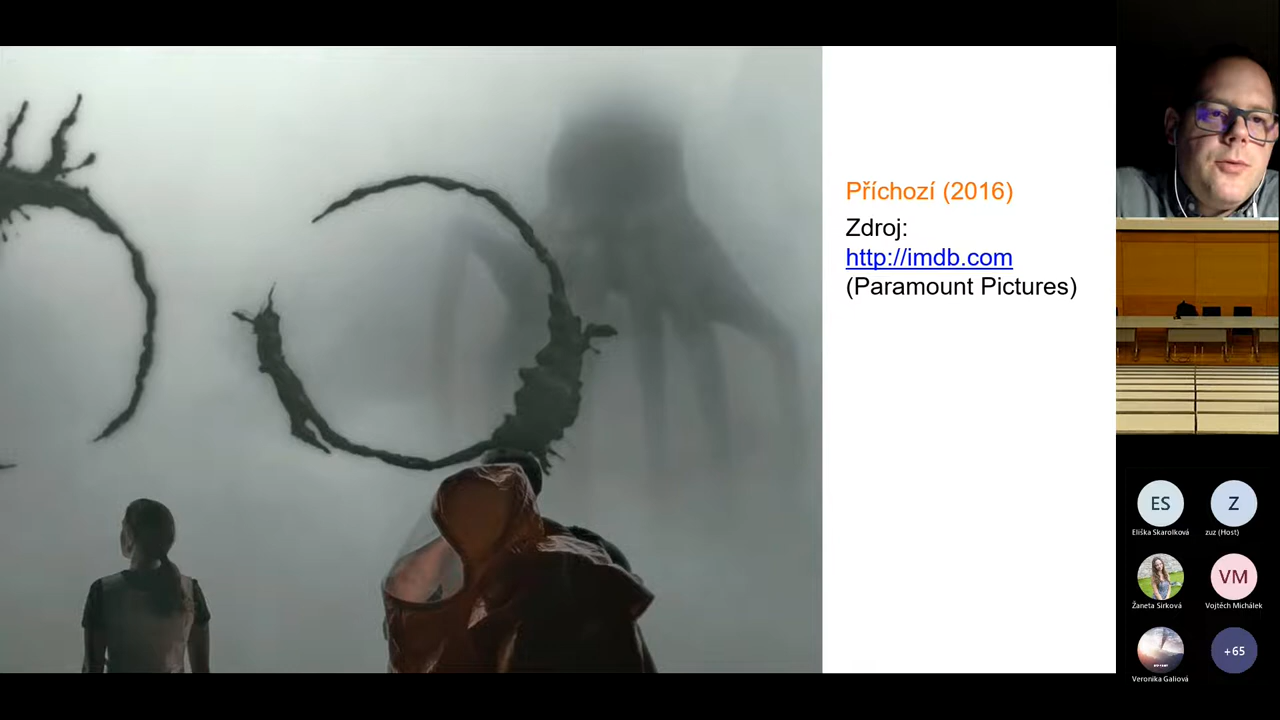 Příchozí (2016)
Zdroj:
http://imdb.com
(Paramount Pictures)
ES
Z
Eliška Skarolková
zuz (Host)
VM
Žaneta Sirková
Vojtěch Michálek
+65
Veronika Galiová